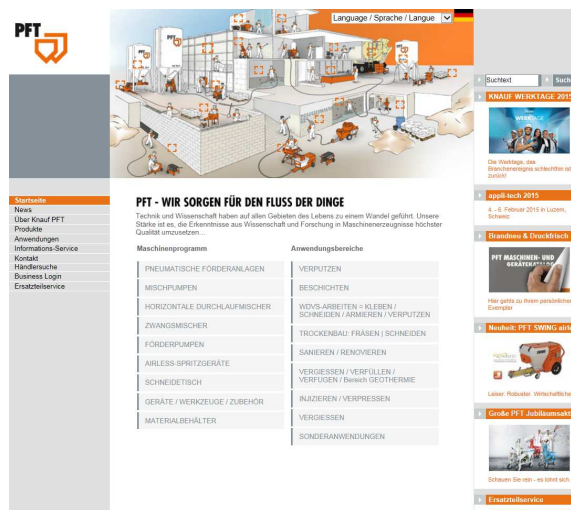 PFT
Language / Sprache / Langue
Startseite
News
Über Knauf PFT
Produkte
Anwendungen
Informations-Service
Kontakt
Händlersuche
Business Login
Ersatzteilservice
PFT - WIR SORGEN FÜR DEN FLUSS DER DINGE
Technik und Wissenschaft haben auf allen Gebieten des Lebens zu einem Wandel geführt. Unsere
Stärke ist es, die Erkenntnisse aus Wissenschaft und Forschung in Maschinenerzeugnisse höchster
Qualität umzusetzen...
Maschinenprogramm
PNEUMATISCHE FÖRDERANLAGEN
MISCHPUMPEN
HORIZONTALE DURCHLAUFMISCHER
ZWANGSMISCHER
FÖRDERPUMPEN
AIRLESS-SPRITZGERÄTE
SCHNEIDETISCH
GERÄTE / WERKZEUGE / ZUBEHÖR
MATERIALBEHÄLTER
Anwendungsbereiche
VERPUTZEN
BESCHICHTEN
WDVS-ARBEITEN = KLEBEN /
SCHNEIDEN / ARMIEREN / VERPUTZEN
TROCKENBAU: FRÄSEN | SCHNEIDEN
SANIEREN / RENOVIEREN
VERGIESSEN / VERFÜLLEN /
VERFUGEN / Bereich GEOTHERMIE
INJIZIEREN / VERPRESSEN
VERGIESSEN
SONDERANWENDUNGEN
Suchtext
Such
KNAUF WERKTAGE 2015
WERKTAGE
Die Werktage, das
Branchenereignis schlechthin ist
zurück!
appli-tech 2015
4. - 6. Februar 2015 in Luzern,
Schweiz
Brandneu & Druckfrisch
PFT MASCHINEN- UND
GERÄTEKATALOG
Hier gehts zu Ihrem persönlichen
Exemplar
Neuheit: PFT SWING airle
Leiser. Robuster. Wirtschaftliche
Große PFT Jubiläumsakt
Schauen Sie rein - es lohnt sich.
Ersatzteilservice